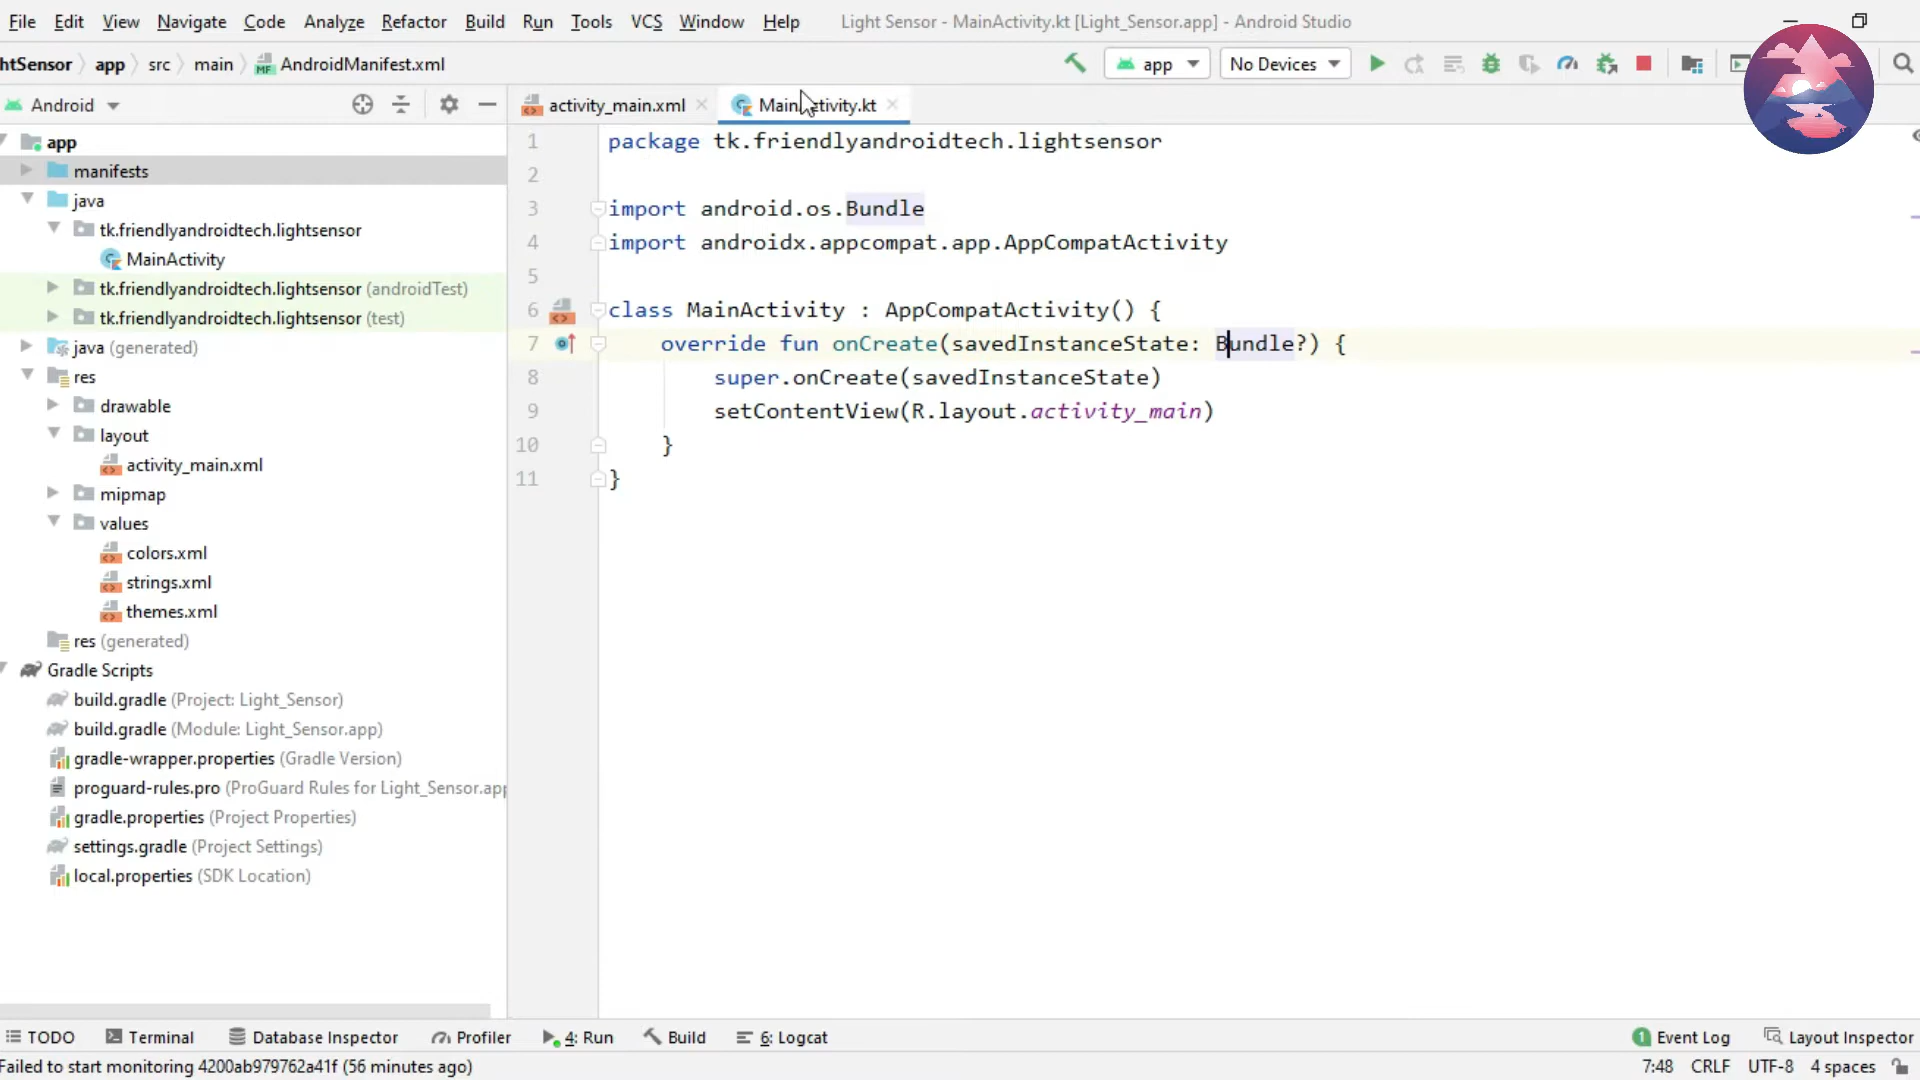 File Edit View Navigate Code Analyze Refactor Build Run Tools VCS Window Help Light Sensor - MainActivity.kt [Light_Sensor.app] - Android Studio
htSensor app src main AndroidManifest.xml app No Devices
Android activity_main.xml MainActivity.kt
app
manifests
java
tk.friendlyandroidtech.lightsensor
MainActivity
tk.friendlyandroidtech.lightsensor (androidTest)
tk.friendlyandroidtech.lightsensor (test)
java (generated)
res
drawable
layout
activity_main.xml
mipmap
values
colors.xml
strings.xml
themes.xml
res (generated)
Gradle Scripts
build.gradle (Project: Light_Sensor)
build.gradle (Module: Light_Sensor.app)
gradle-wrapper.properties (Gradle Version)
proguard-rules.pro (ProGuard Rules for Light_Sensor.app
gradle.properties (Project Properties)
settings.gradle (Project Settings)
local.properties (SDK Location)
1 package tk.friendlyandroidtech.lightsensor
2
3 import android.os.Bundle
4 import androidx.appcompat.app.AppCompatActivity
5
6 class MainActivity : AppCompatActivity() {
7 override fun onCreate(savedInstanceState: Bundle?) {
8 super.onCreate(savedInstanceState)
9 setContentView(R.layout.activity_main)
10 }
11 }
TODO Terminal Database Inspector Profiler 4: Run Build 6: Logcat 1 Event Log Layout Inspector
Failed to start monitoring 4200ab979762a41f (56 minutes ago) 7:48 CRLF UTF-8 4 spaces